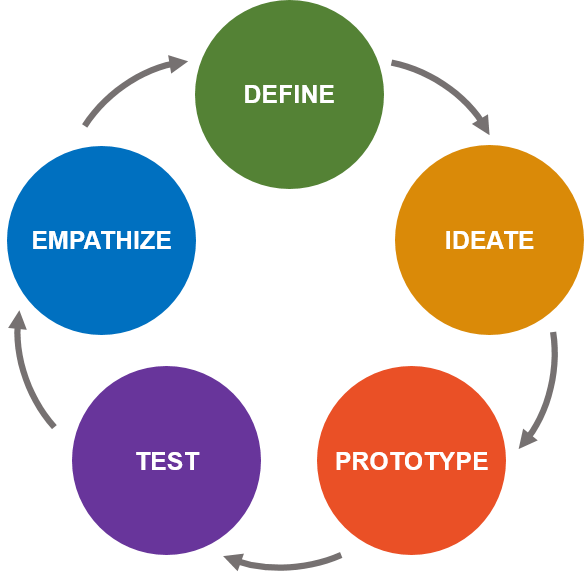 DEFINE
IDEATE
PROTOTYPE
TEST
EMPATHIZE